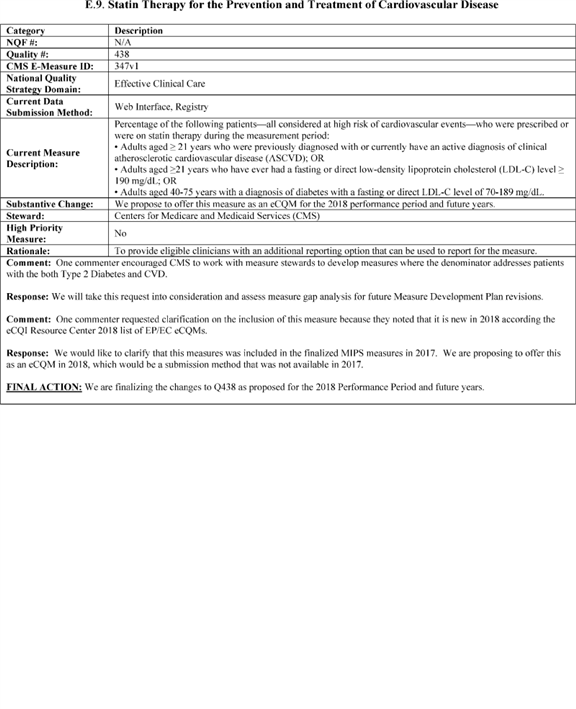 E.9. Statin Therapy for the Prevention and Treatment of Cardiovascular Disease
Category Description
NQF #: N/A
Quality #: 438
CMS E-Measure ID: 347v1
National Quality
Strategy Domain: Effective Clinical Care
Current Data
Submission Method: Web Interface, Registry
Current Measure
Description:
Percentage of the following patients—all considered at high risk of cardiovascular events—who were prescribed or
were on statin therapy during the measurement period:
• Adults aged ≥ 21 years who were previously diagnosed with or currently have an active diagnosis of clinical
atherosclerotic cardiovascular disease (ASCVD); OR
• Adults aged ≥21 years who have ever had a fasting or direct low-density lipoprotein cholesterol (LDL-C) level ≥
190 mg/dL; OR
• Adults aged 40-75 years with a diagnosis of diabetes with a fasting or direct LDL-C level of 70-189 mg/dL.
Substantive Change: We propose to offer this measure as an eCQM for the 2018 performance period and future years.
Steward: Centers for Medicare and Medicaid Services (CMS)
High Priority
Measure: No
Rationale: To provide eligible clinicians with an additional reporting option that can be used to report for the measure.
Comment: One commenter encouraged CMS to work with measure stewards to develop measures where the denominator addresses patients
with the both Type 2 Diabetes and CVD.
Response: We will take this request into consideration and assess measure gap analysis for future Measure Development Plan revisions.
Comment: One commenter requested clarification on the inclusion of this measure because they noted that it is new in 2018 according the
eCQI Resource Center 2018 list of EP/EC eCQMs.
Response: We would like to clarify that this measures was included in the finalized MIPS measures in 2017. We are proposing to offer this
as an eCQM in 2018, which would be a submission method that was not available in 2017.
FINAL ACTION: We are finalizing the changes to Q438 as proposed for the 2018 Performance Period and future years.